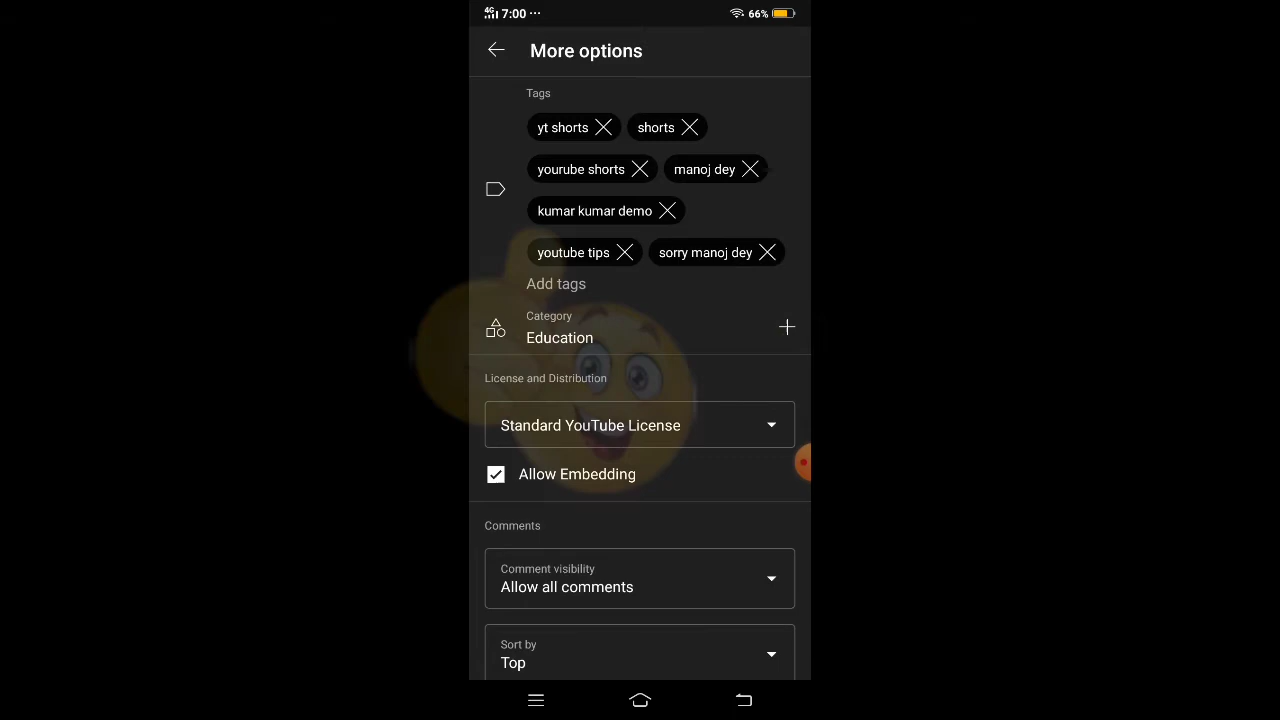 4G 7:00 ... 66%
More options
Tags
yt shorts shorts
yourube shorts manoj dey
kumar kumar demo
youtube tips sorry manoj dey
Add tags
Category
Education
License and Distribution
Standard YouTube License
Allow Embedding
Comments
Comment visibility
Allow all comments
Sort by
Top